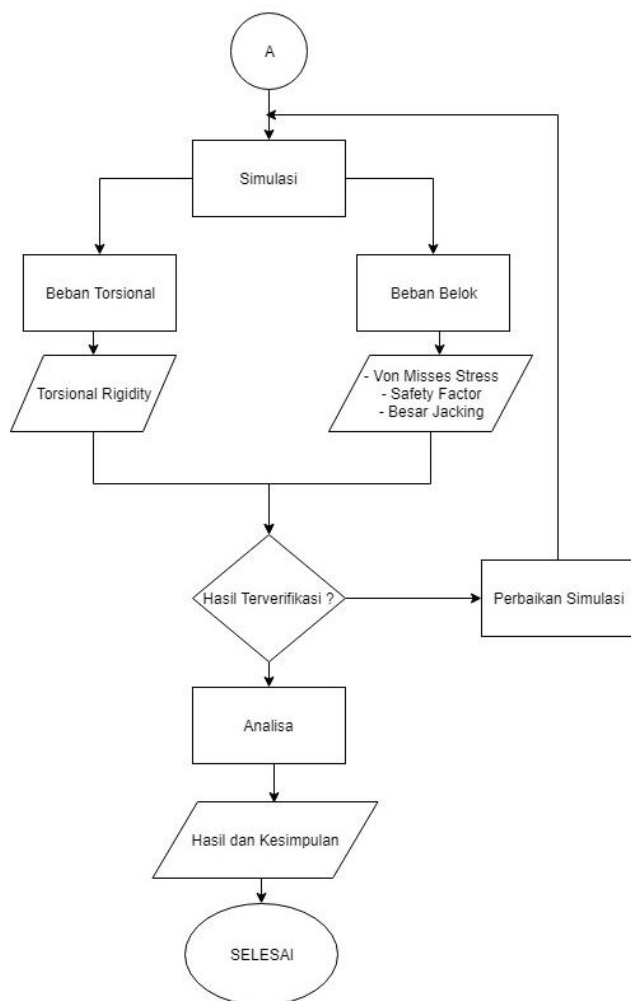 A
Simulasi
Beban Torsional
Beban Belok
Torsional Rigidity
- Von Misses Stress
- Safety Factor
- Besar Jacking
Hasil Terverifikasi ?
Perbaikan Simulasi
Analisa
Hasil dan Kesimpulan
SELESAI